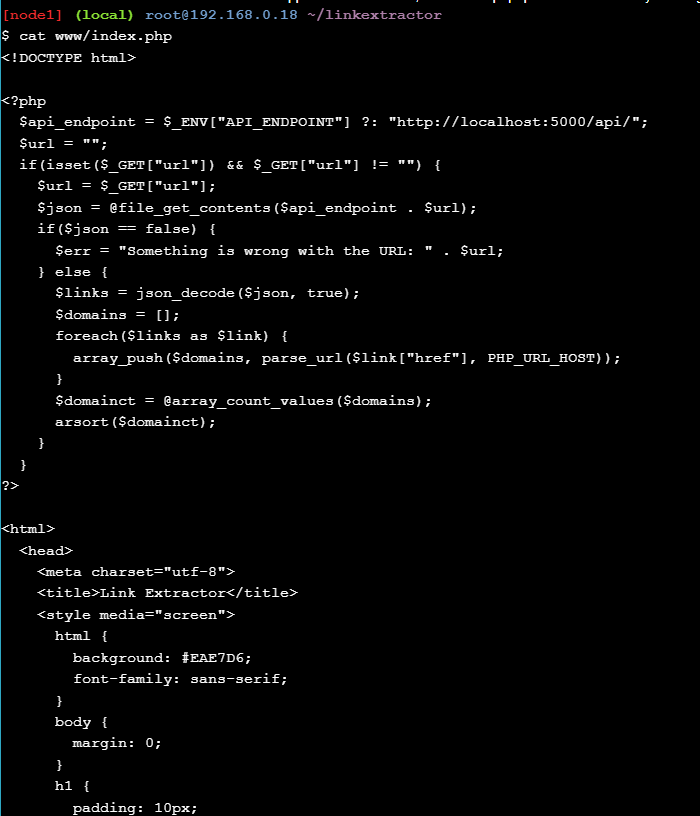 [node1] (local) root@192.168.0.18 ~/linkextractor
$ cat www/index.php
<!DOCTYPE html>

<?php
  $api_endpoint = $_ENV["API_ENDPOINT"] ?: "http://localhost:5000/api/";
  $url = "";
  if(isset($_GET["url"]) && $_GET["url"] != "") {
    $url = $_GET["url"];
    $json = @file_get_contents($api_endpoint . $url);
    if($json == false) {
      $err = "Something is wrong with the URL: " . $url;
    } else {
      $links = json_decode($json, true);
      $domains = [];
      foreach($links as $link) {
        array_push($domains, parse_url($link["href"], PHP_URL_HOST));
      }
      $domainct = @array_count_values($domains);
      arsort($domainct);
    }
  }
?>

<html>
  <head>
    <meta charset="utf-8">
    <title>Link Extractor</title>
    <style media="screen">
      html {
        background: #EAE7D6;
        font-family: sans-serif;
      }
      body {
        margin: 0;
      }
      h1 {
        padding: 10px;